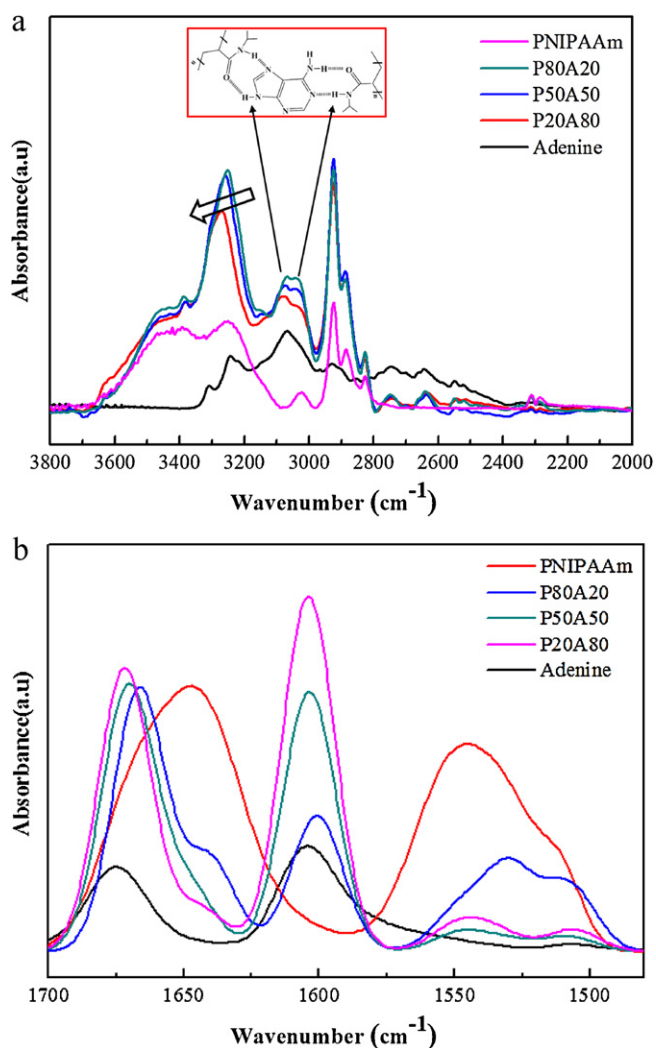 a
PNIPAAm
P80A20
P50A50
P20A80
Adenine
Absorbance(a.u)
3800 3600 3400 3200 3000 2800 2600 2400 2200 2000
Wavenumber (cm-1)
b
PNIPAAm
P80A20
P50A50
P20A80
Adenine
Absorbance(a.u)
1700 1650 1600 1550 1500
Wavenumber (cm-1)